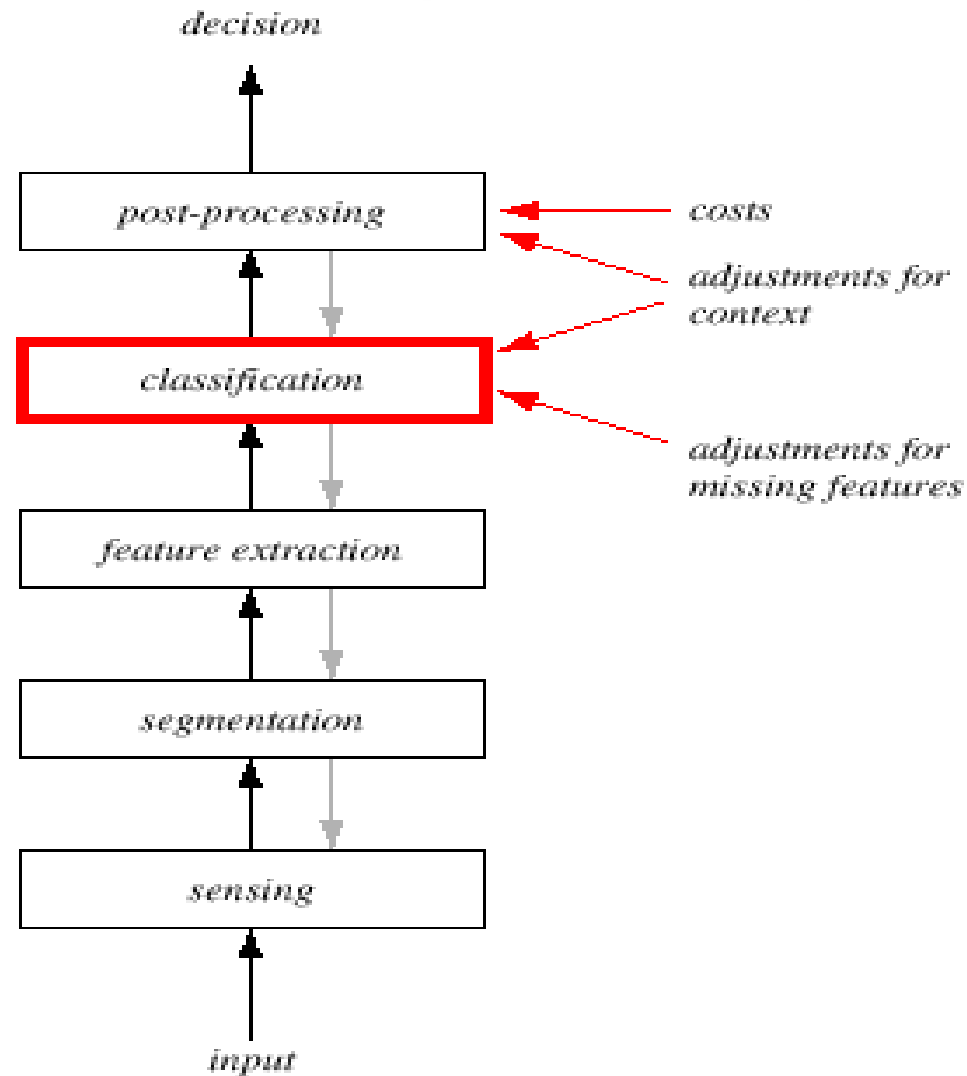 decision
post-processing
costs
adjustments for
context
classification
adjustments for
missing features
feature extraction
segmentation
sensing
input